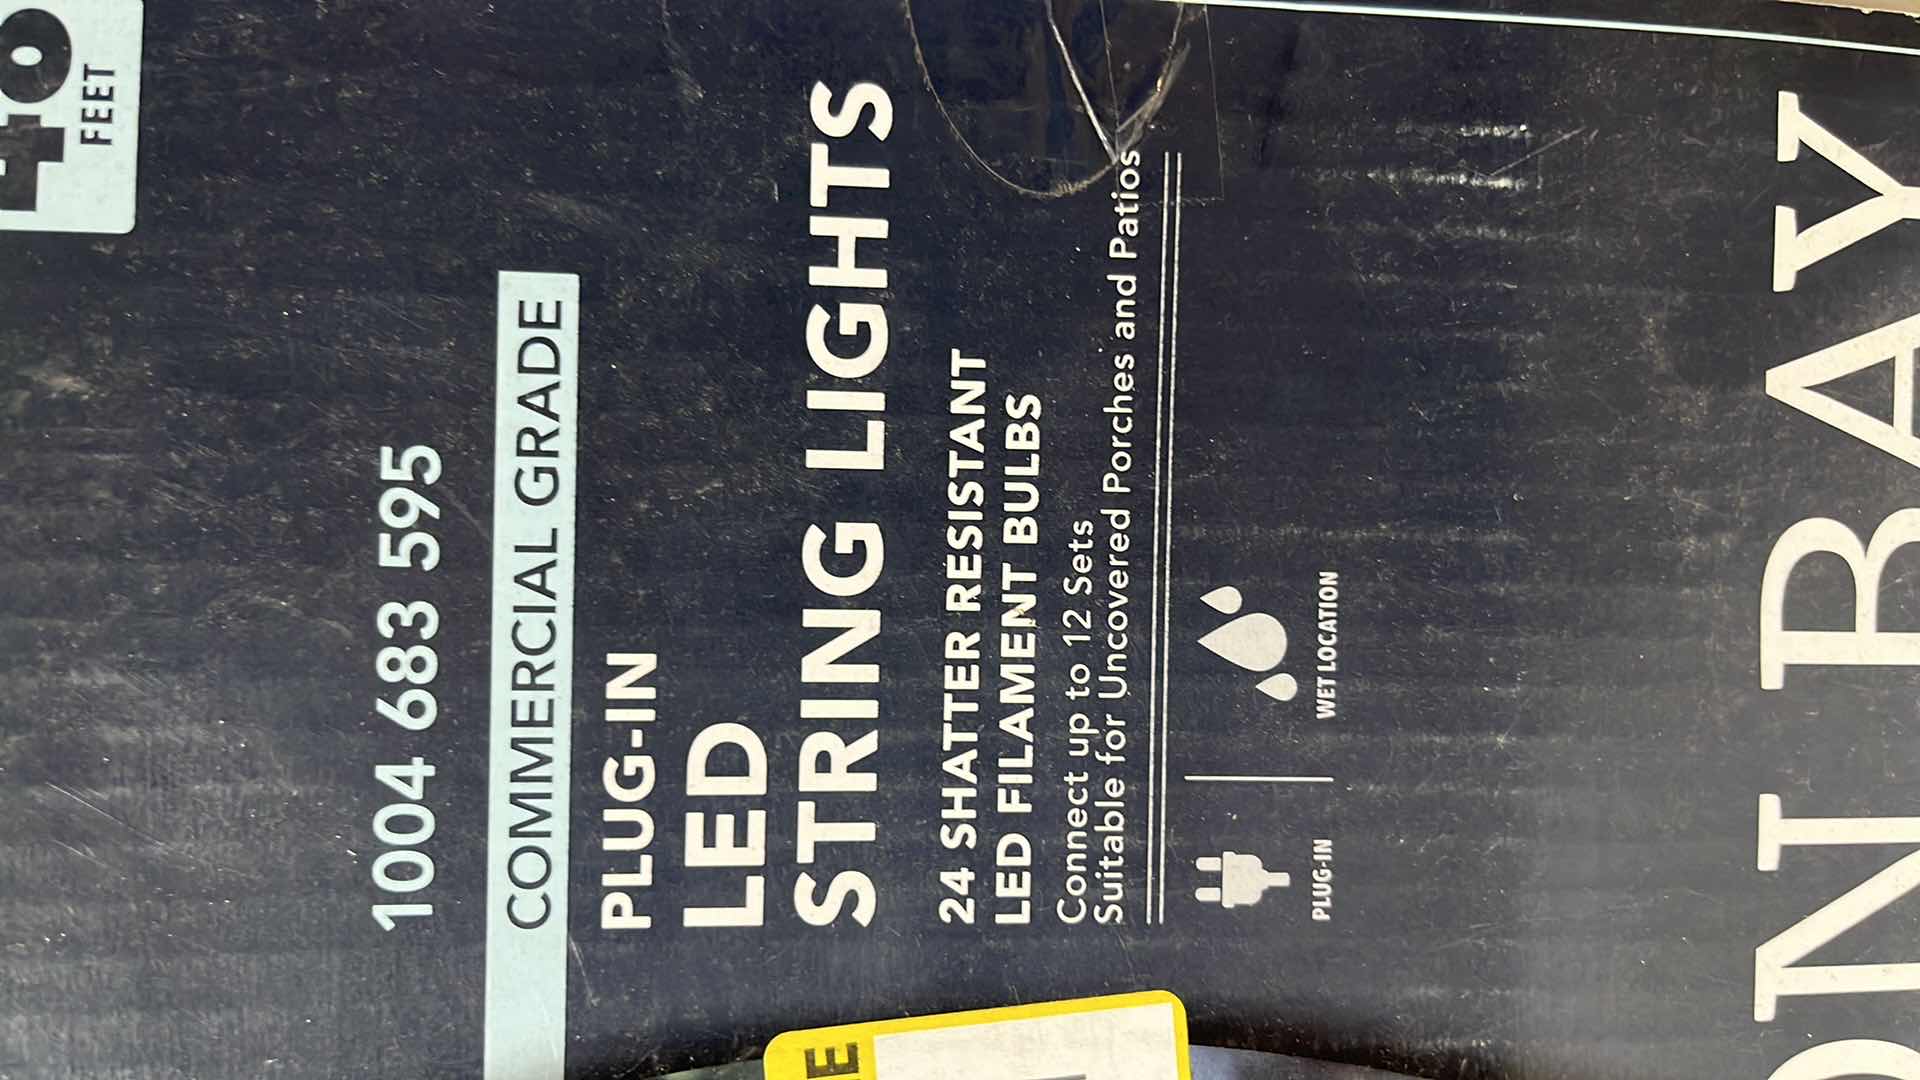 40
FEET
1004 683 595
COMMERCIAL GRADE
PLUG-IN
LED
STRING LIGHTS
24 SHATTER RESISTANT
LED FILAMENT BULBS
Connect up to 12 Sets
Suitable for Uncovered Porches and Patios
PLUG-IN
WET LOCATION
BAY